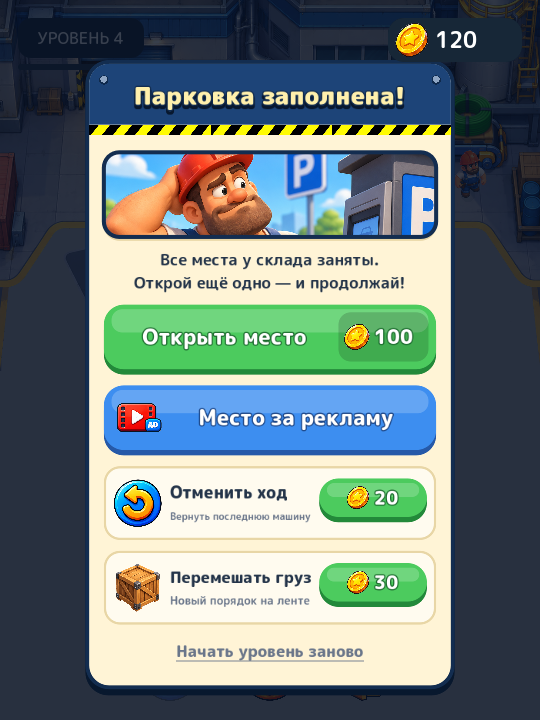 УРОВЕНЬ 4
120
Парковка заполнена!
P
P
Все места у склада заняты.
Открой ещё одно — и продолжай!
Открыть место 100
AD
Место за рекламу
Отменить ход
Вернуть последнюю машину
20
Перемешать груз
Новый порядок на ленте
30
Начать уровень заново